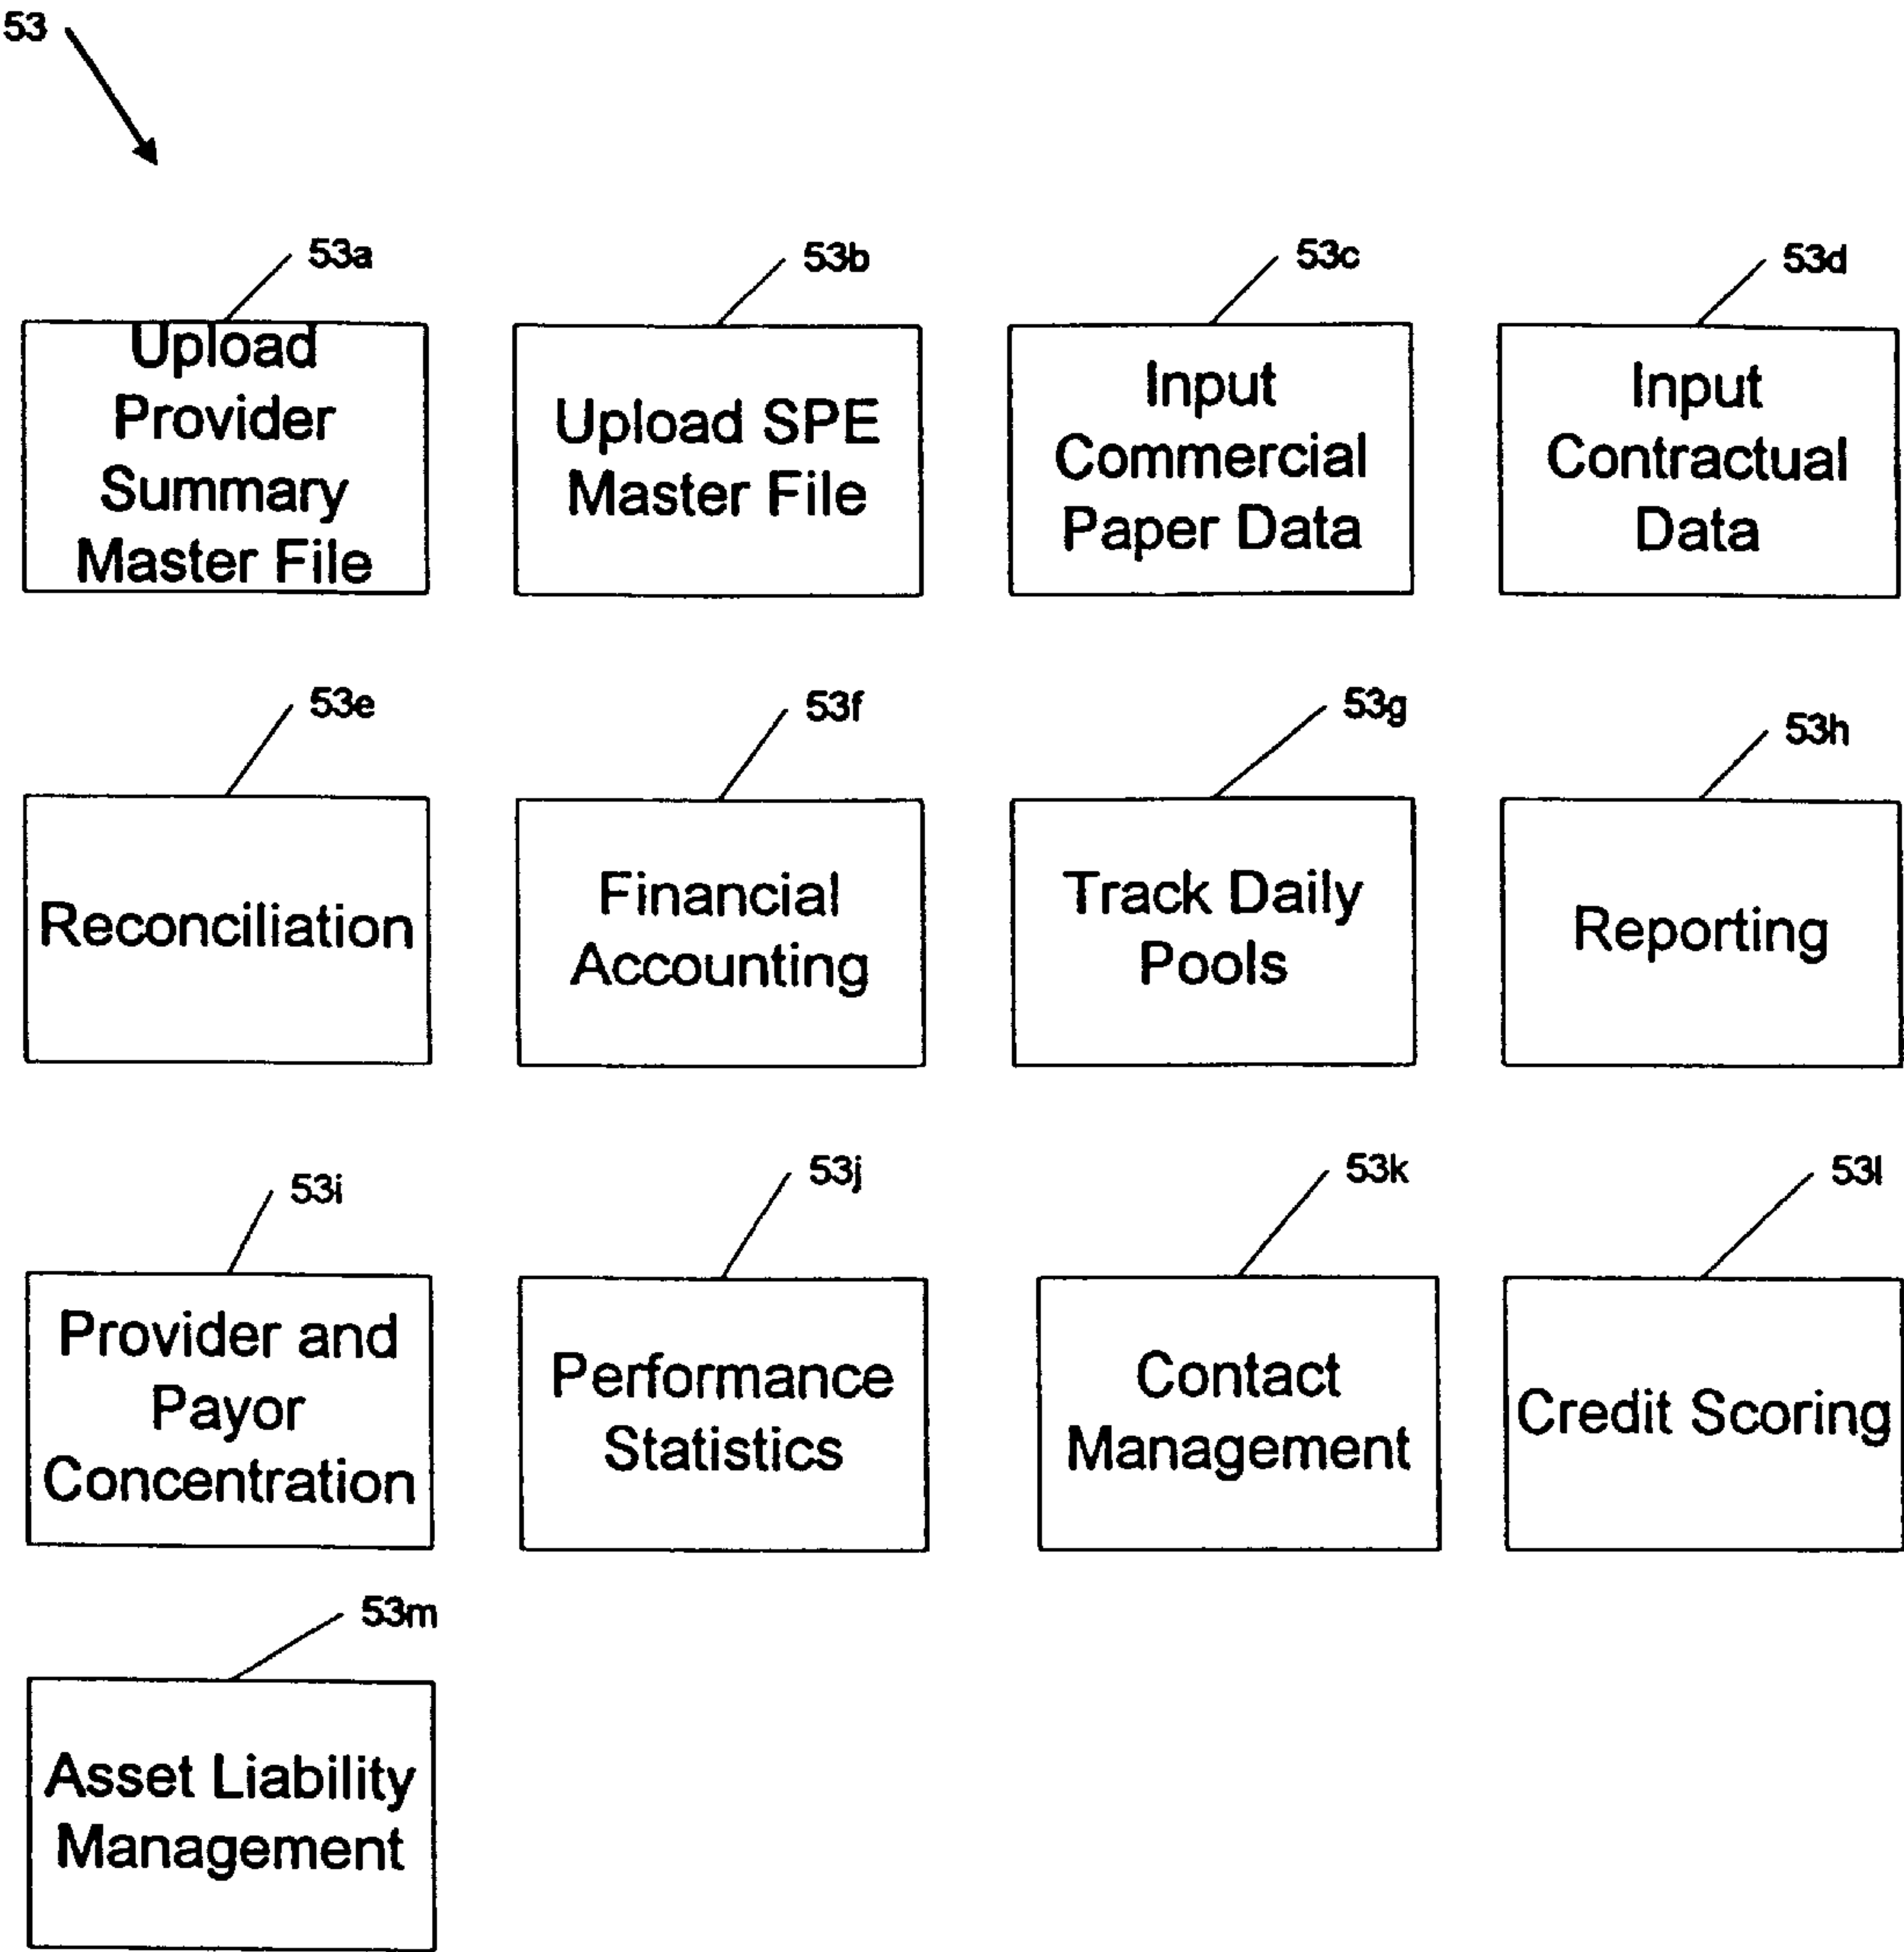 53
53a
Upload
Provider
Summary
Master File
53b
Upload SPE
Master File
53c
Input
Commercial
Paper Data
53d
Input
Contractual
Data
53e
Reconciliation
53f
Financial
Accounting
53g
Track Daily
Pools
53h
Reporting
53i
Provider and
Payor
Concentration
53j
Performance
Statistics
53k
Contact
Management
53l
Credit Scoring
53m
Asset Liability
Management